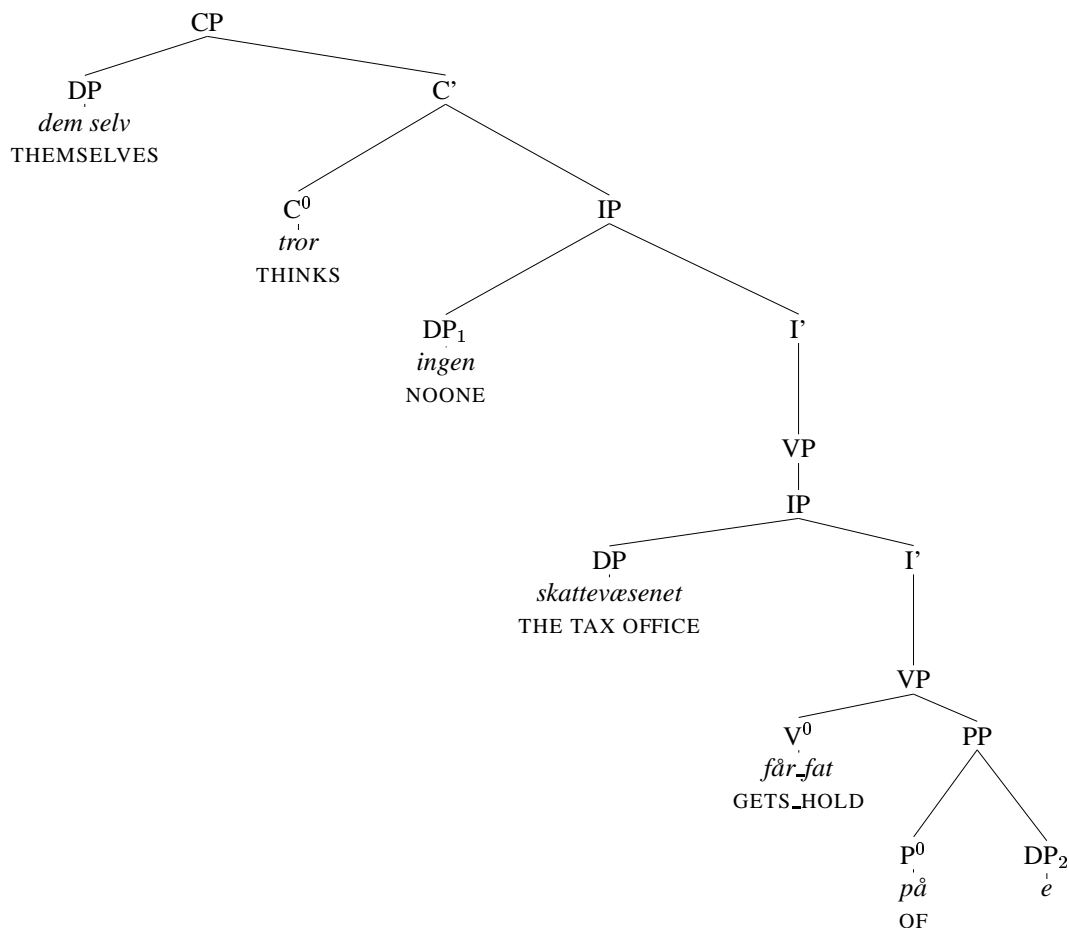 CP
DP C’
dem selv
THEMSELVES
C⁰ IP
tror
THINKS
DP₁ I’
ingen
NOONE
VP
IP
DP I’
skattevæsenet
THE TAX OFFICE
VP
V⁰ PP
får_fat
GETS_HOLD
P⁰ DP₂
på e
OF